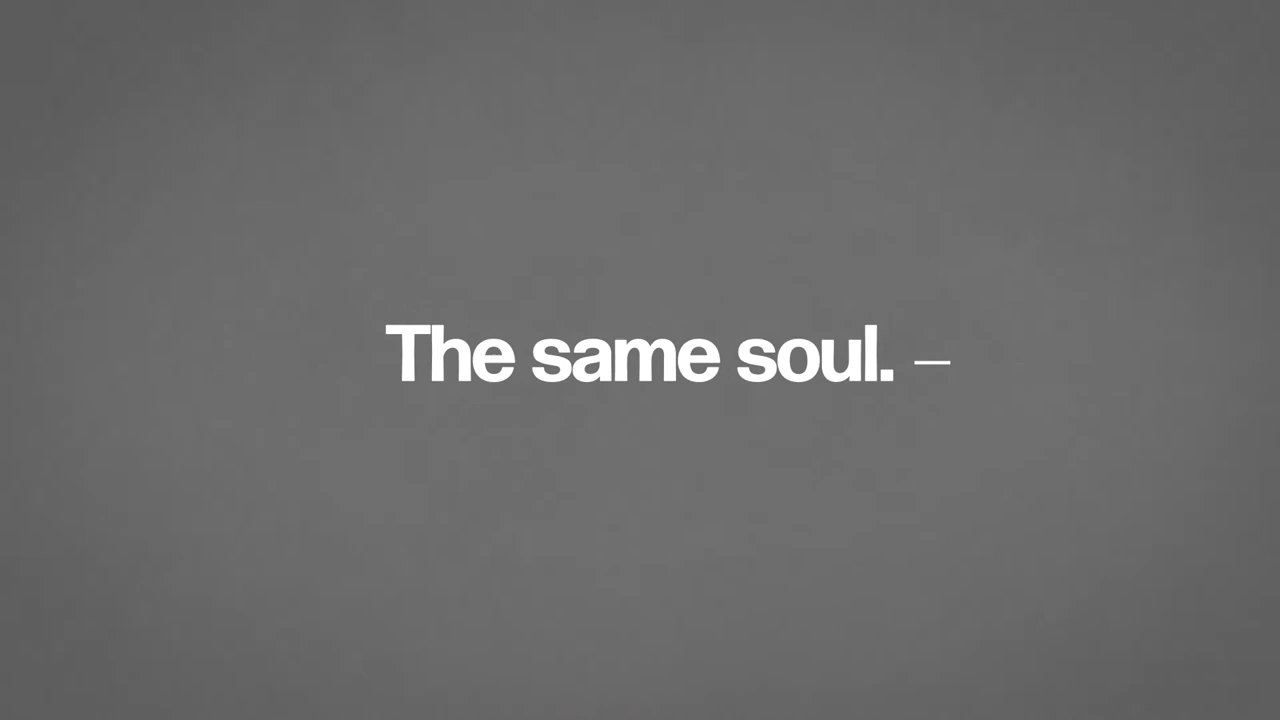 The same soul. —